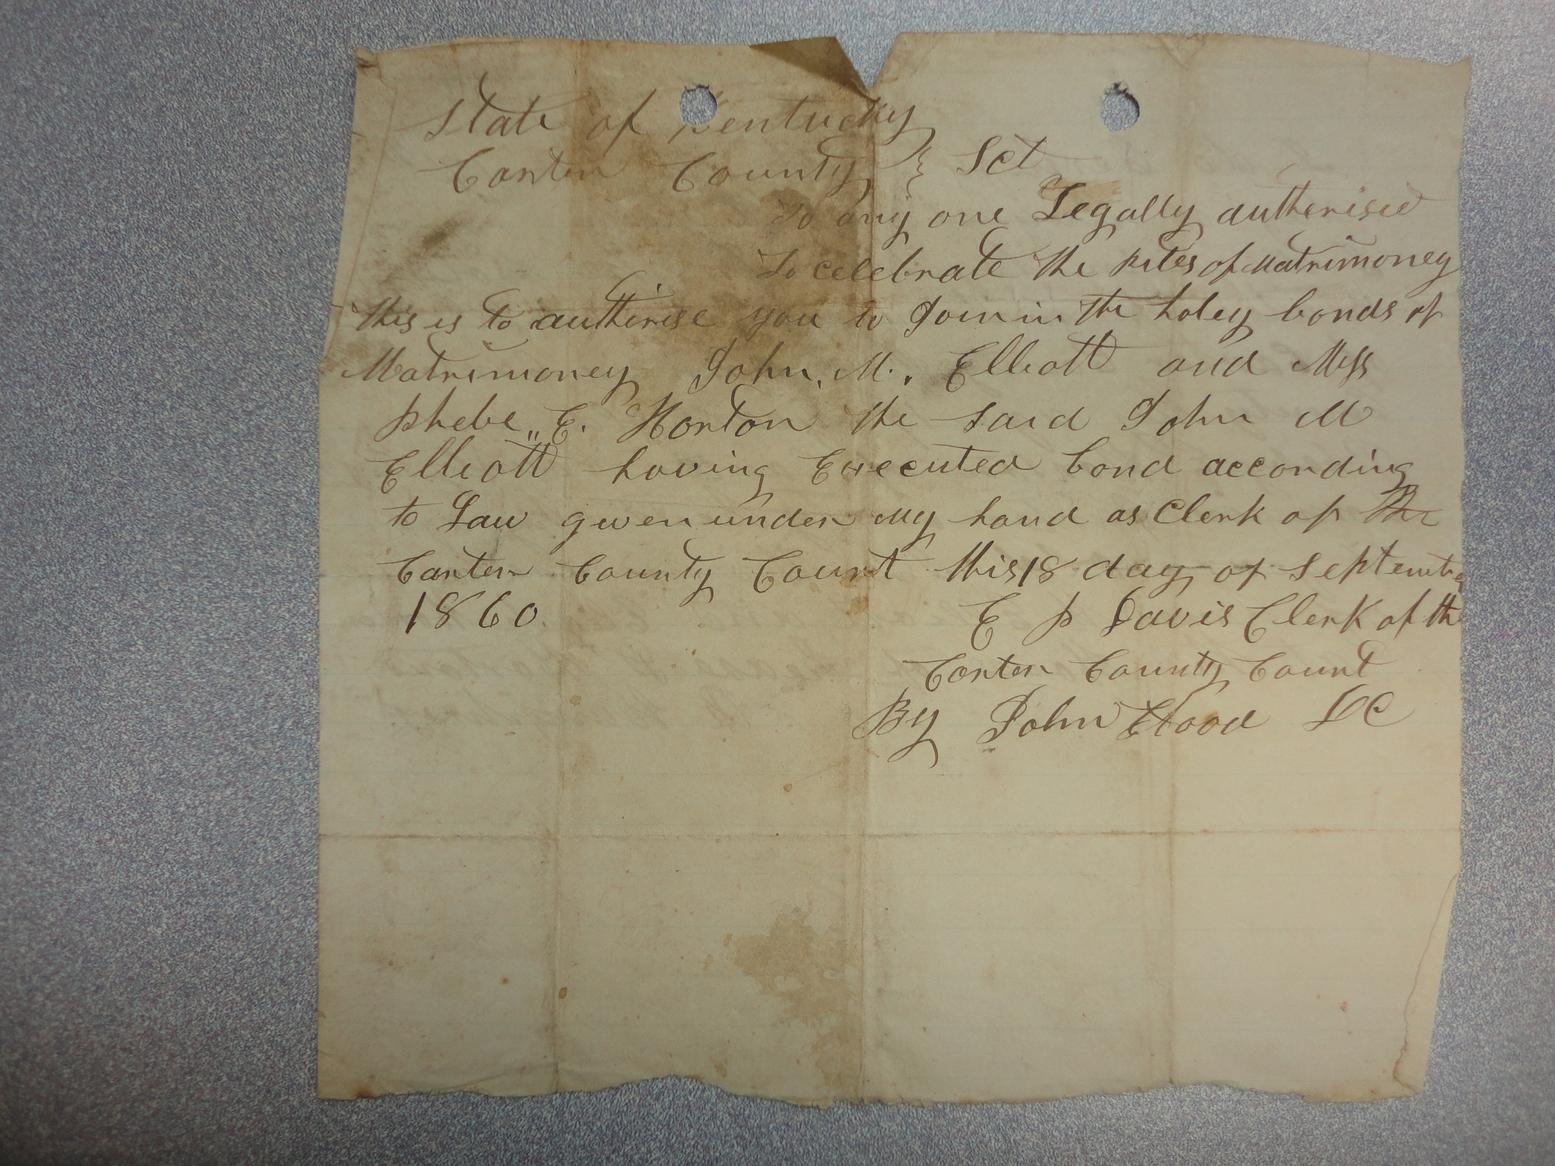 State of Kentucky
Carter County } Sct
To any one Legally autherised
To celebrate the rites of Matrimoney
this is to autherise you to Join in the holey bonds of
Matrimoney John. M. Elliott and Miss
Phebe „ E. Horton the said John M
Elliott having Executed bond according
to Law given under My hand as Clerk of the
Carter County Court this 18 day of September
1860.
E P Davis Clerk of the
Carter County Court
By John Hood DC